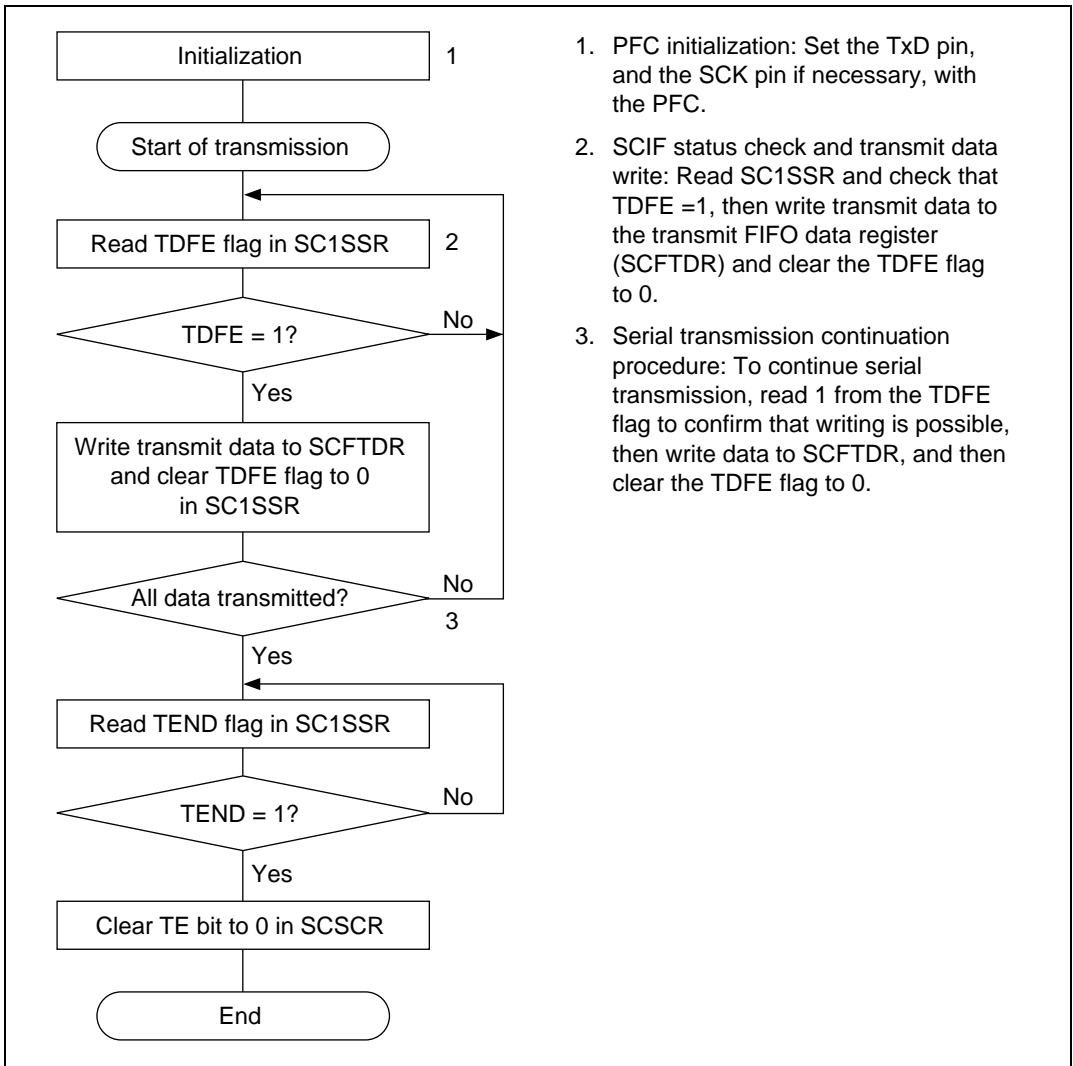 Initialization
1
Start of transmission
Read TDFE flag in SC1SSR
2
TDFE = 1?
No
Yes
Write transmit data to SCFTDR
and clear TDFE flag to 0
in SC1SSR
All data transmitted?
No
3
Yes
Read TEND flag in SC1SSR
TEND = 1?
No
Yes
Clear TE bit to 0 in SCSCR
End
1. PFC initialization: Set the TxD pin,
and the SCK pin if necessary, with
the PFC.
2. SCIF status check and transmit data
write: Read SC1SSR and check that
TDFE =1, then write transmit data to
the transmit FIFO data register
(SCFTDR) and clear the TDFE flag
to 0.
3. Serial transmission continuation
procedure: To continue serial
transmission, read 1 from the TDFE
flag to confirm that writing is possible,
then write data to SCFTDR, and then
clear the TDFE flag to 0.